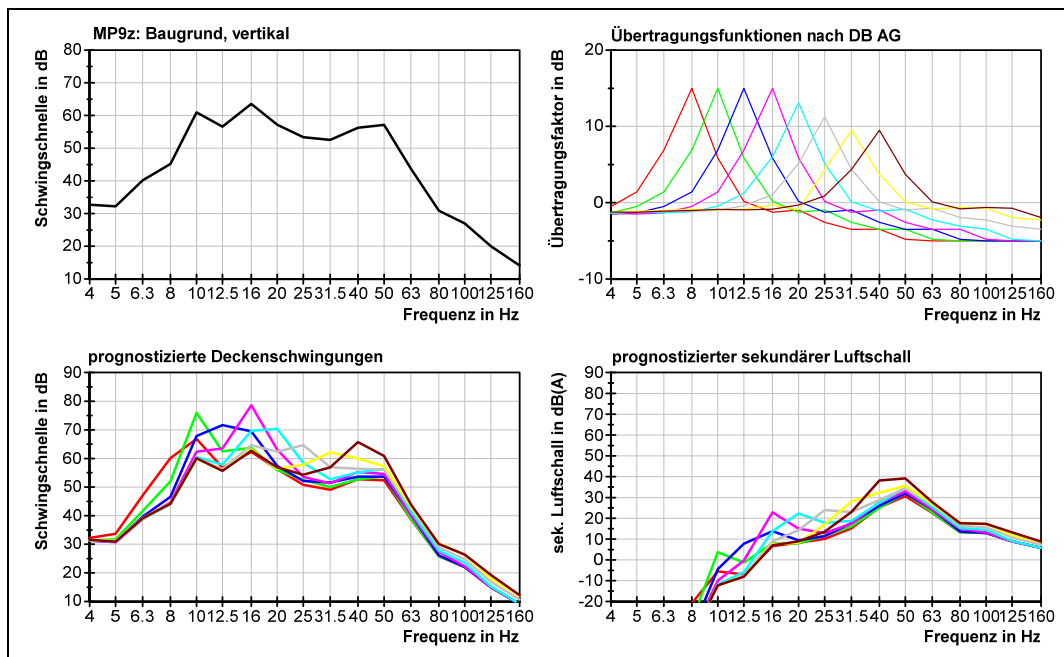 MP9z: Baugrund, vertikal
Schwingschnelle in dB
80
70
60
50
40
30
20
10
4 5 6.3 8 10 12.5 16 20 25 31.5 40 50 63 80 100 125 160
Frequenz in Hz
Übertragungsfunktionen nach DB AG
Übertragungsfaktor in dB
20
10
0
-10
4 5 6.3 8 10 12.5 16 20 25 31.5 40 50 63 80 100 125 160
Frequenz in Hz
prognostizierte Deckenschwingungen
Schwingschnelle in dB
90
80
70
60
50
40
30
20
10
4 5 6.3 8 10 12.5 16 20 25 31.5 40 50 63 80 100 125 160
Frequenz in Hz
prognostizierter sekundärer Luftschall
sek. Luftschall in dB(A)
90
80
70
60
50
40
30
20
10
0
-10
-20
4 5 6.3 8 10 12.5 16 20 25 31.5 40 50 63 80 100 125 160
Frequenz in Hz